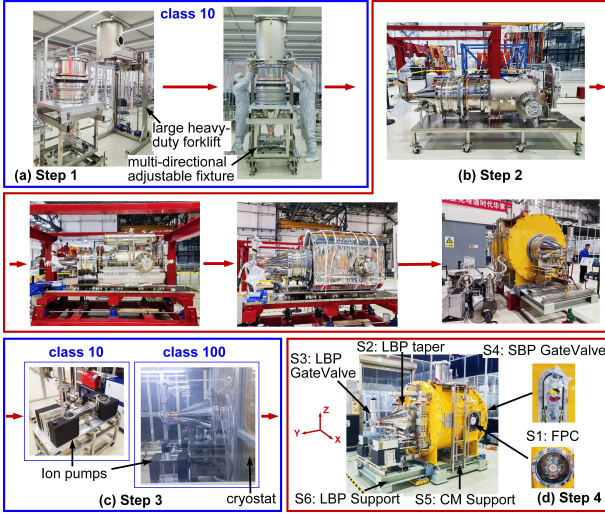 class 10
large heavy-
duty forklift
multi-directional
adjustable fixture
(a) Step 1
(b) Step 2
class 10
class 100
Ion pumps
cryostat
(c) Step 3
S2: LBP taper
S3: LBP
GateValve
S4: SBP GateValve
Z
Y
X
S1: FPC
S6: LBP Support
S5: CM Support
(d) Step 4